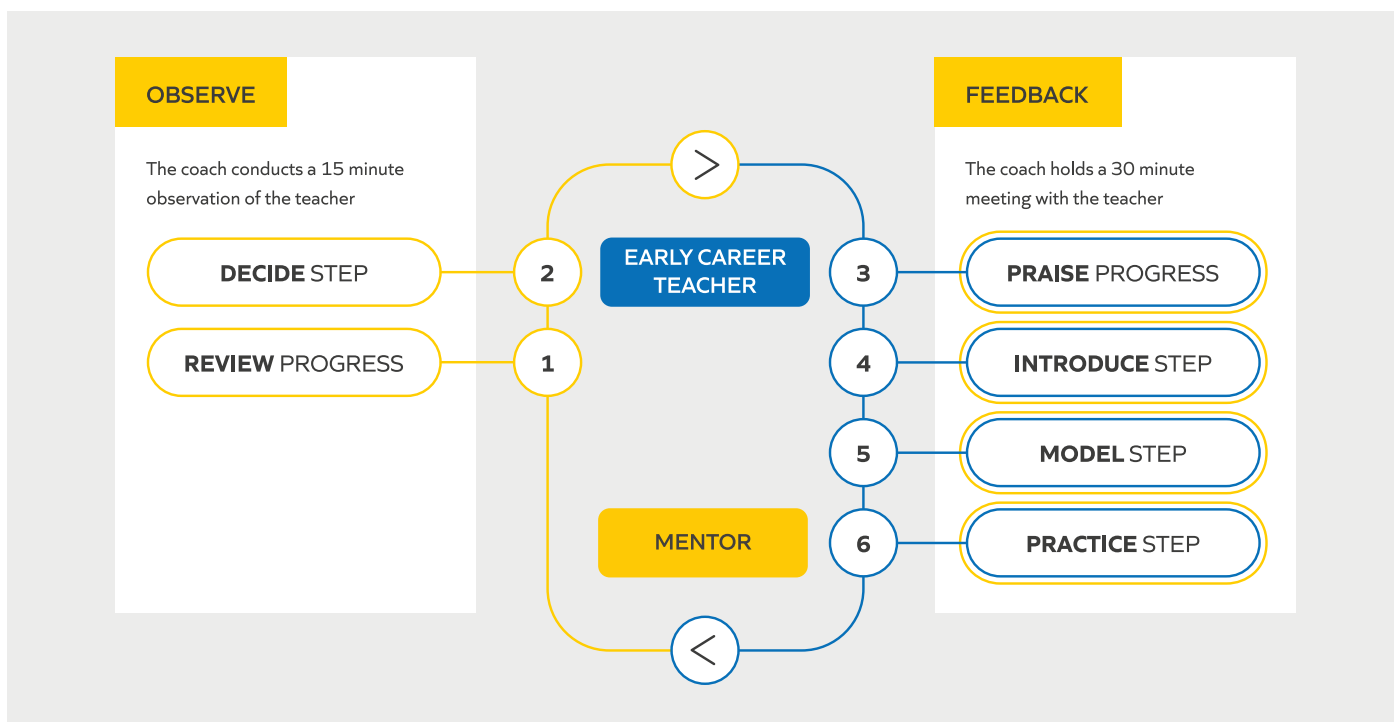 OBSERVE
The coach conducts a 15 minute
observation of the teacher
DECIDE STEP
REVIEW PROGRESS
>
2
1
EARLY CAREER
TEACHER
MENTOR
<
3
4
5
6
FEEDBACK
The coach holds a 30 minute
meeting with the teacher
PRAISE PROGRESS
INTRODUCE STEP
MODEL STEP
PRACTICE STEP